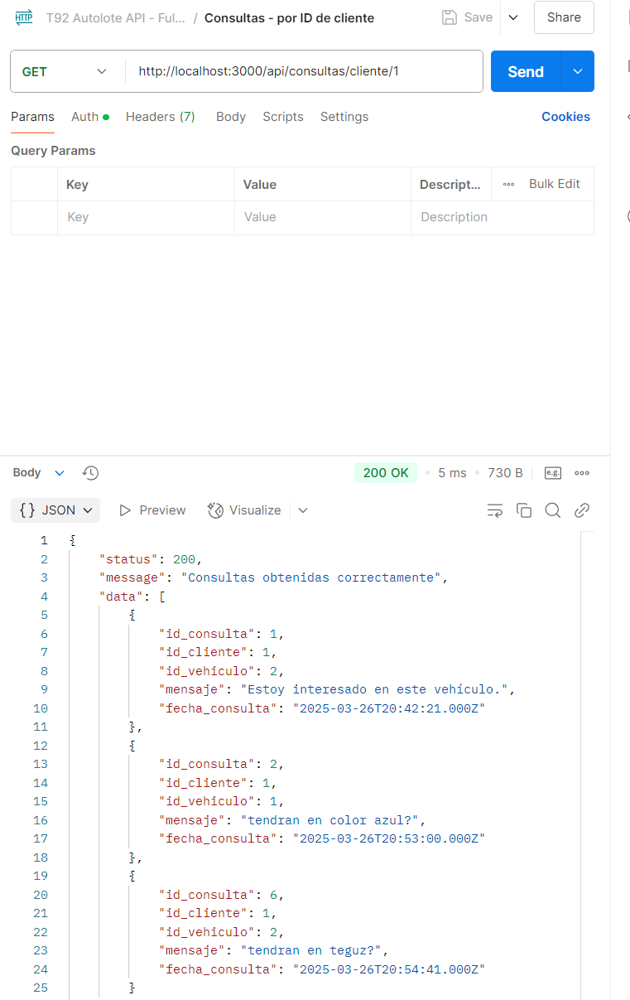 HTTP T92 Autolote API - Ful... / Consultas - por ID de cliente Save Share
GET http://localhost:3000/api/consultas/cliente/1 Send
Params Auth Headers (7) Body Scripts Settings Cookies
Query Params
Key Value Descript... Bulk Edit
Key Value Description
Body 200 OK 5 ms 730 B e.g.
{} JSON Preview Visualize
1 {
2 "status": 200,
3 "message": "Consultas obtenidas correctamente",
4 "data": [
5 {
6 "id_consulta": 1,
7 "id_cliente": 1,
8 "id_vehiculo": 2,
9 "mensaje": "Estoy interesado en este vehículo.",
10 "fecha_consulta": "2025-03-26T20:42:21.000Z"
11 },
12 {
13 "id_consulta": 2,
14 "id_cliente": 1,
15 "id_vehiculo": 1,
16 "mensaje": "tendran en color azul?",
17 "fecha_consulta": "2025-03-26T20:53:00.000Z"
18 },
19 {
20 "id_consulta": 6,
21 "id_cliente": 1,
22 "id_vehiculo": 2,
23 "mensaje": "tendran en teguz?",
24 "fecha_consulta": "2025-03-26T20:54:41.000Z"
25 }